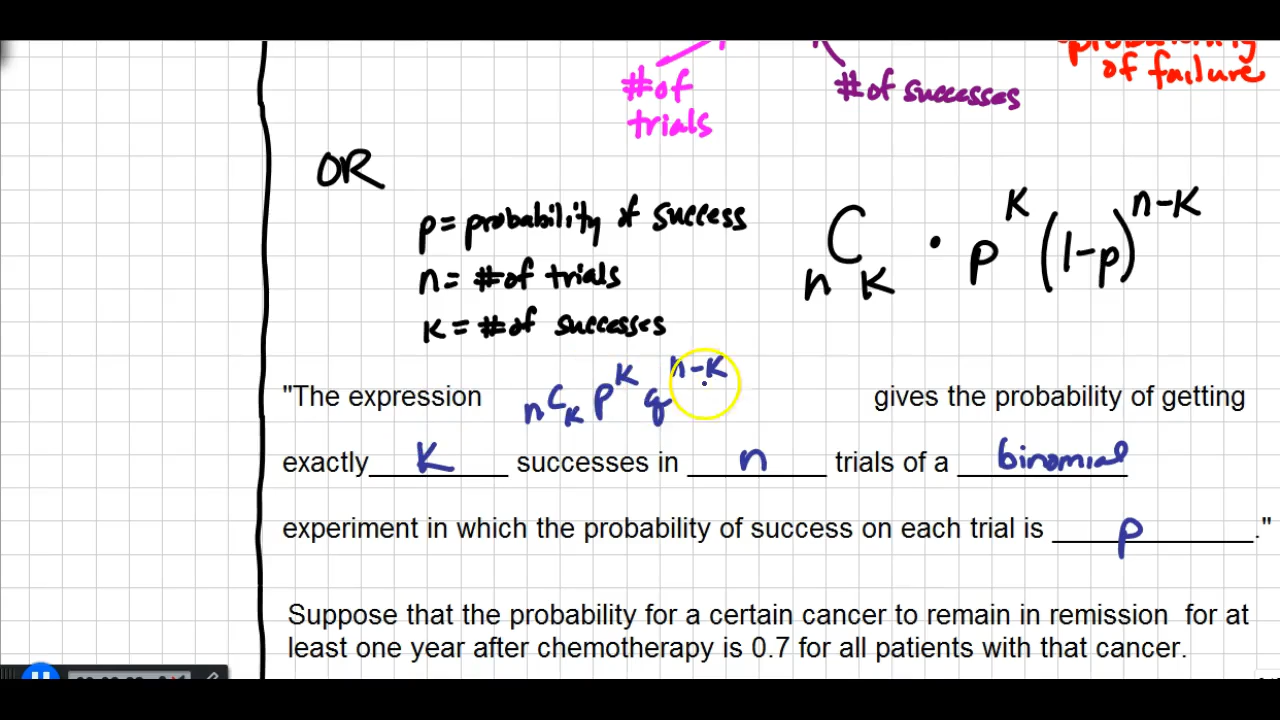 probability
of failure
# of
trials
# of successes
OR
p = probability of success
n = # of trials
k = # of successes
nCk · p^k (1-p)^n-k
"The expression nCk p^k q^n-k gives the probability of getting
exactly k successes in n trials of a binomial
experiment in which the probability of success on each trial is p ."
Suppose that the probability for a certain cancer to remain in remission for at
least one year after chemotherapy is 0.7 for all patients with that cancer.